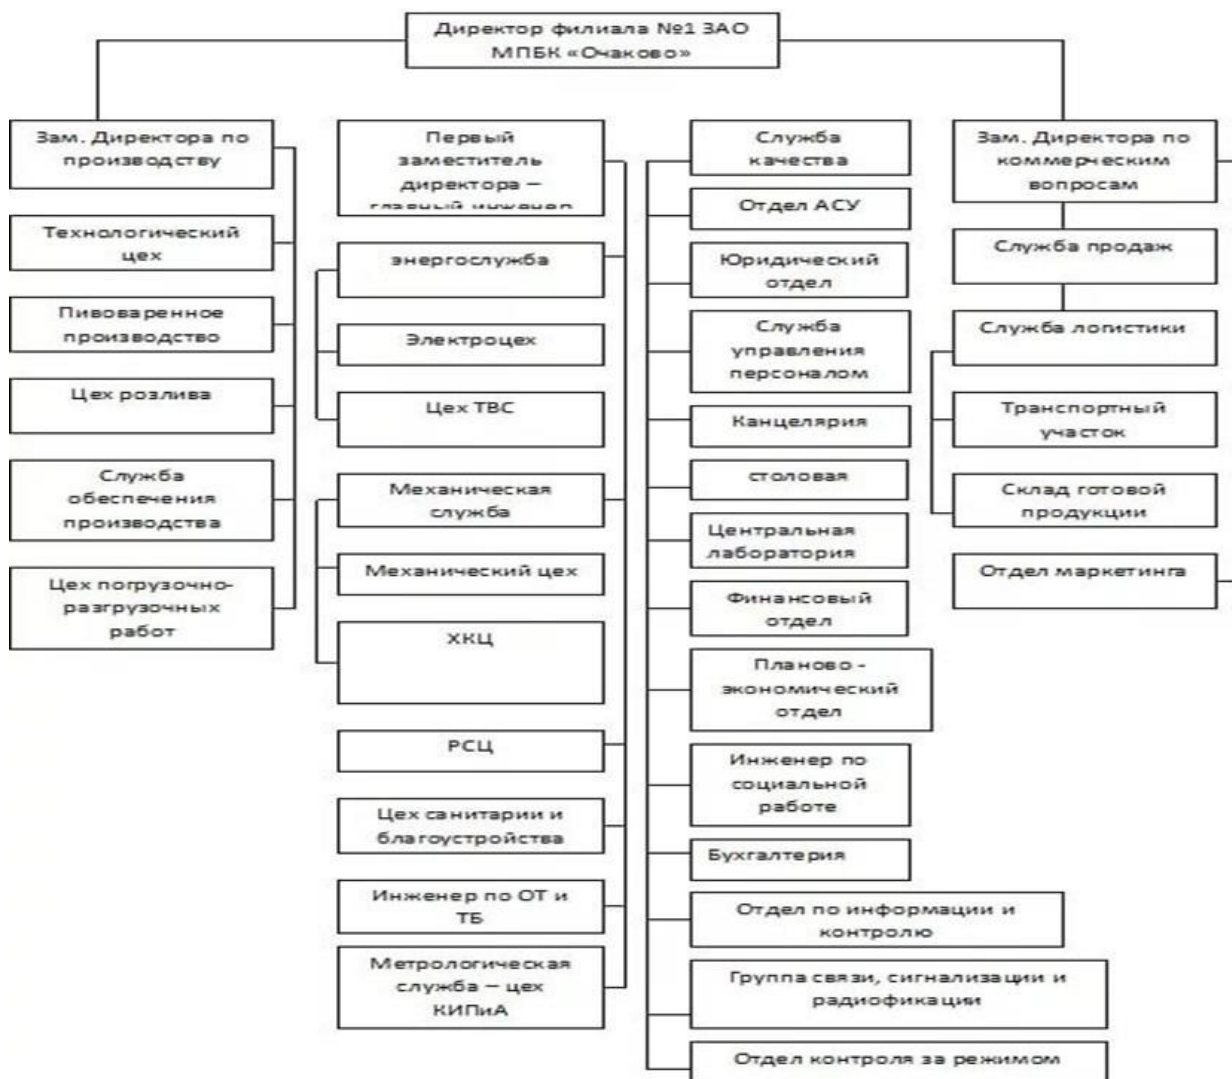 Директор филиала №1 ЗАО
МПБК «Очаково»
Зам. Директора по
производству
Технологический
цех
Пивоваренное
производство
Цех розлива
Служба
обеспечения
производства
Цех погрузочно-
разгрузочных
работ
Первый
заместитель
директора –
главный инженер
энергослужба
Электроцех
Цех ТВС
Механическая
служба
Механический цех
ХКЦ
РСЦ
Цех санитарии и
благоустройства
Инженер по ОТ и
ТБ
Метрологическая
служба – цех
КИПиА
Служба
качества
Отдел АСУ
Юридический
отдел
Служба
управления
персоналом
Канцелярия
столовая
Центральная
лаборатория
Финансовый
отдел
Планово -
экономический
отдел
Инженер по
социальной
работе
Бухгалтерия
Отдел по информации и
контролю
Группа связи, сигнализации и
радиофикации
Отдел контроля за режимом
Зам. Директора по
коммерческим
вопросам
Служба продаж
Служба логистики
Транспортный
участок
Склад готовой
продукции
Отдел маркетинга